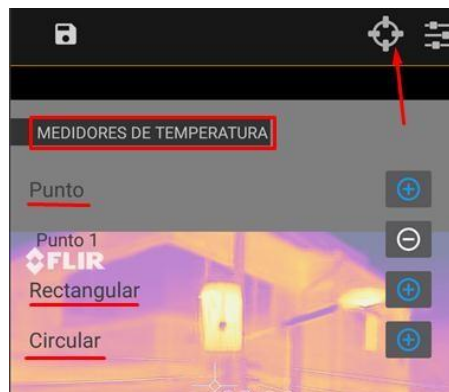 MEDIDORES DE TEMPERATURA
Punto
Punto 1
FLIR
Rectangular
Circular